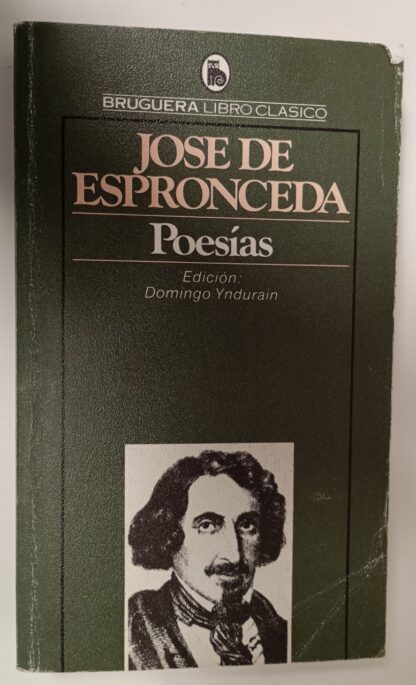 BRUGUERA LIBRO CLASICO
JOSE DE
ESPRONCEDA
Poesías
Edición:
Domingo Yndurain